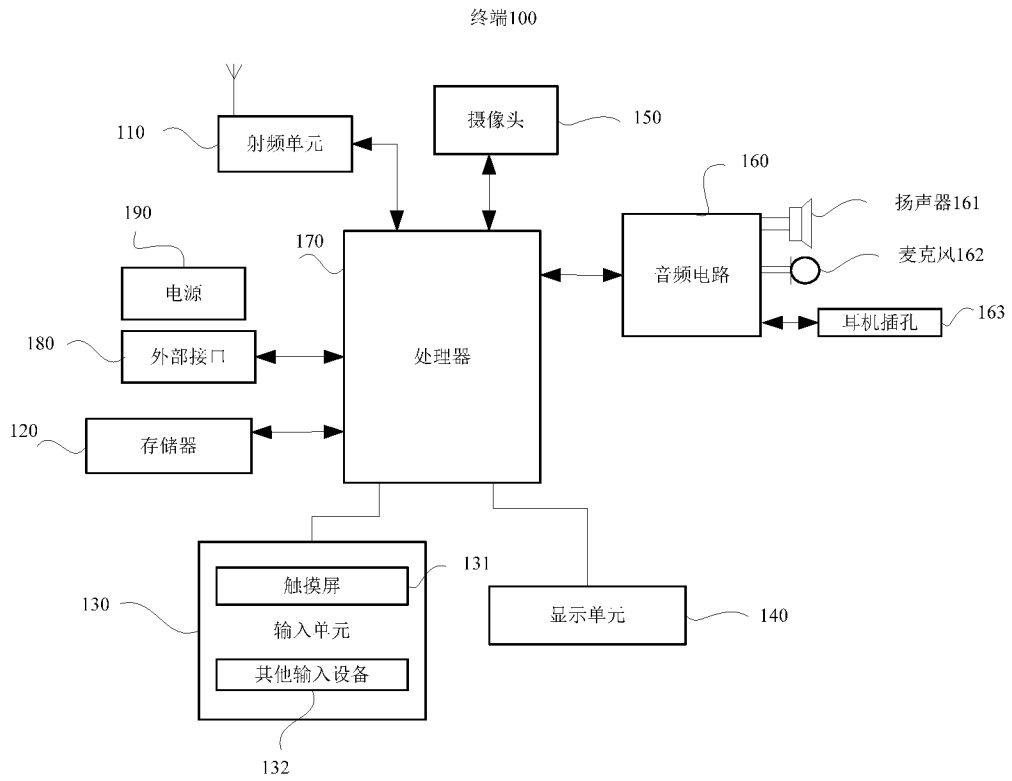 终端100
110
射频单元
摄像头
150
160
扬声器161
190
170
麦克风162
电源
音频电路
163
耳机插孔
180
外部接口
处理器
120
存储器
131
触摸屏
130
输入单元
显示单元
140
其他输入设备
132